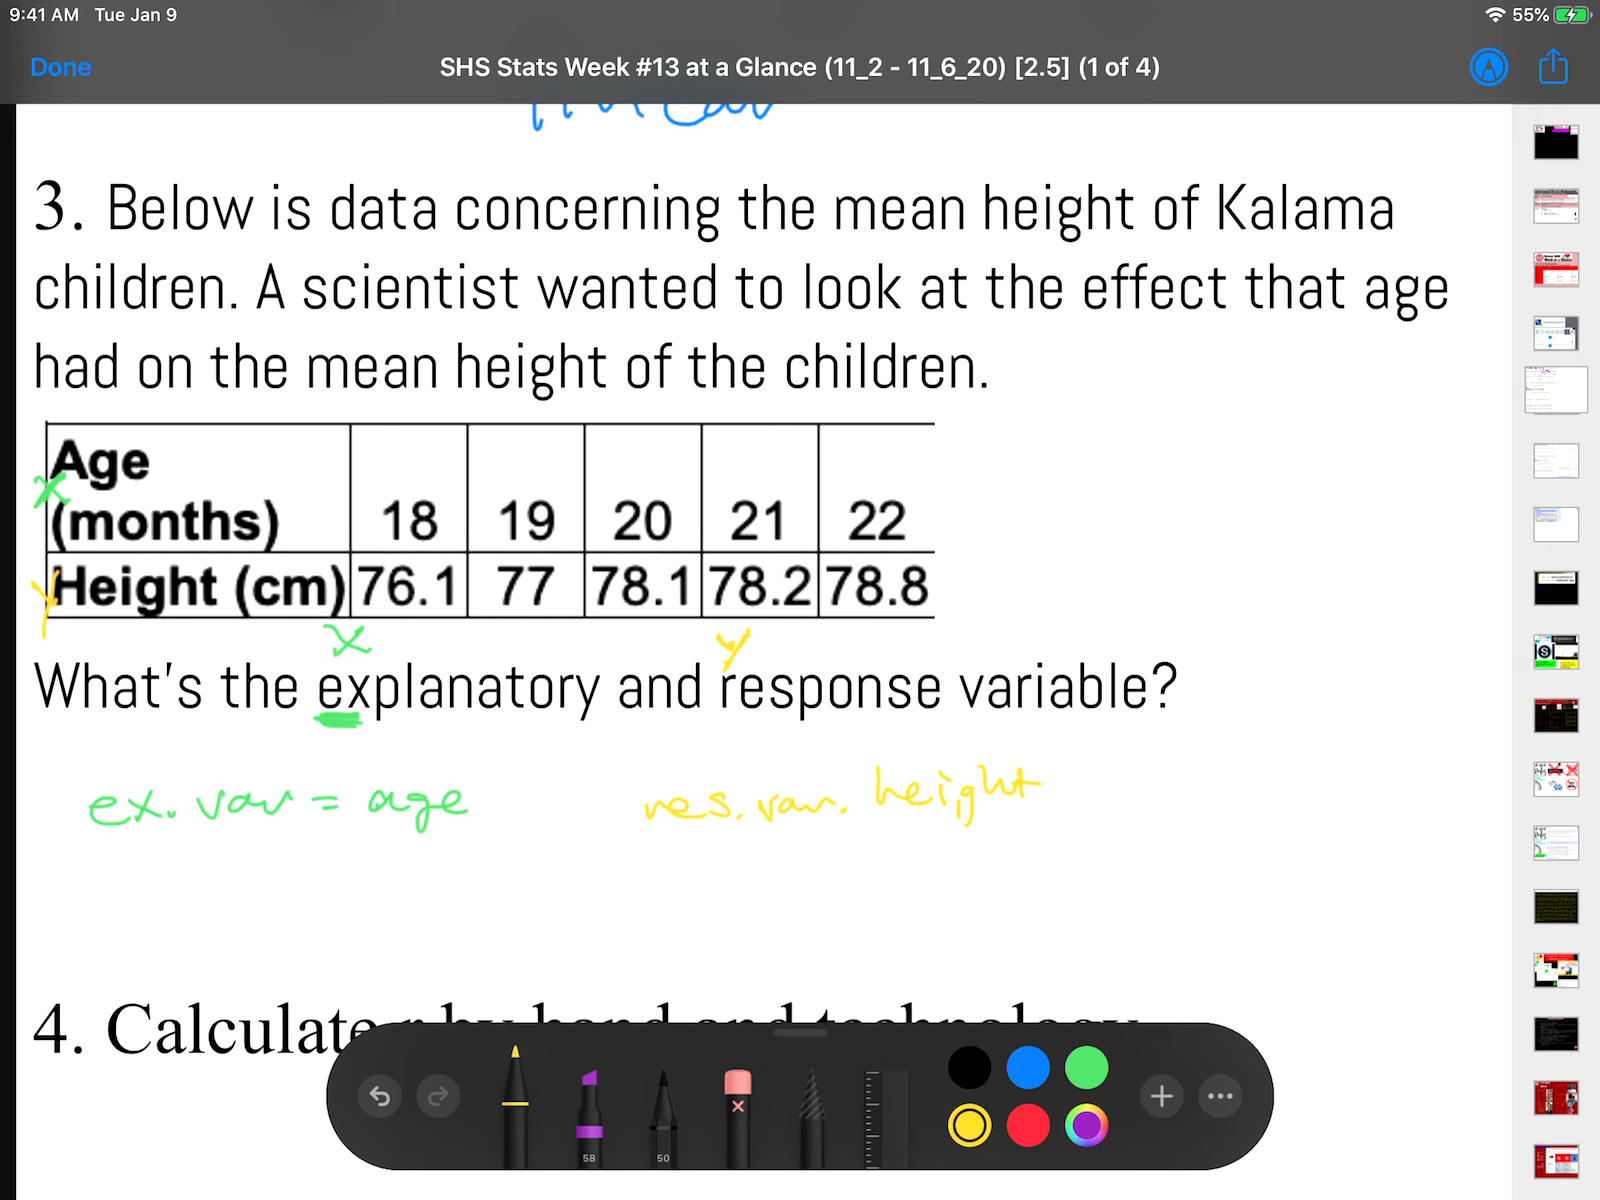 9:41 AM Tue Jan 9
55%
Done
SHS Stats Week #13 at a Glance (11_2 - 11_6_20) [2.5] (1 of 4)
3. Below is data concerning the mean height of Kalama
children. A scientist wanted to look at the effect that age
had on the mean height of the children.
Age
x
(months) 18 19 20 21 22
y
Height (cm) 76.1 77 78.1 78.2 78.8
x y
What's the explanatory and response variable?
ex. var = age res. var. height
4. Calculate r by hand and technology
58 50